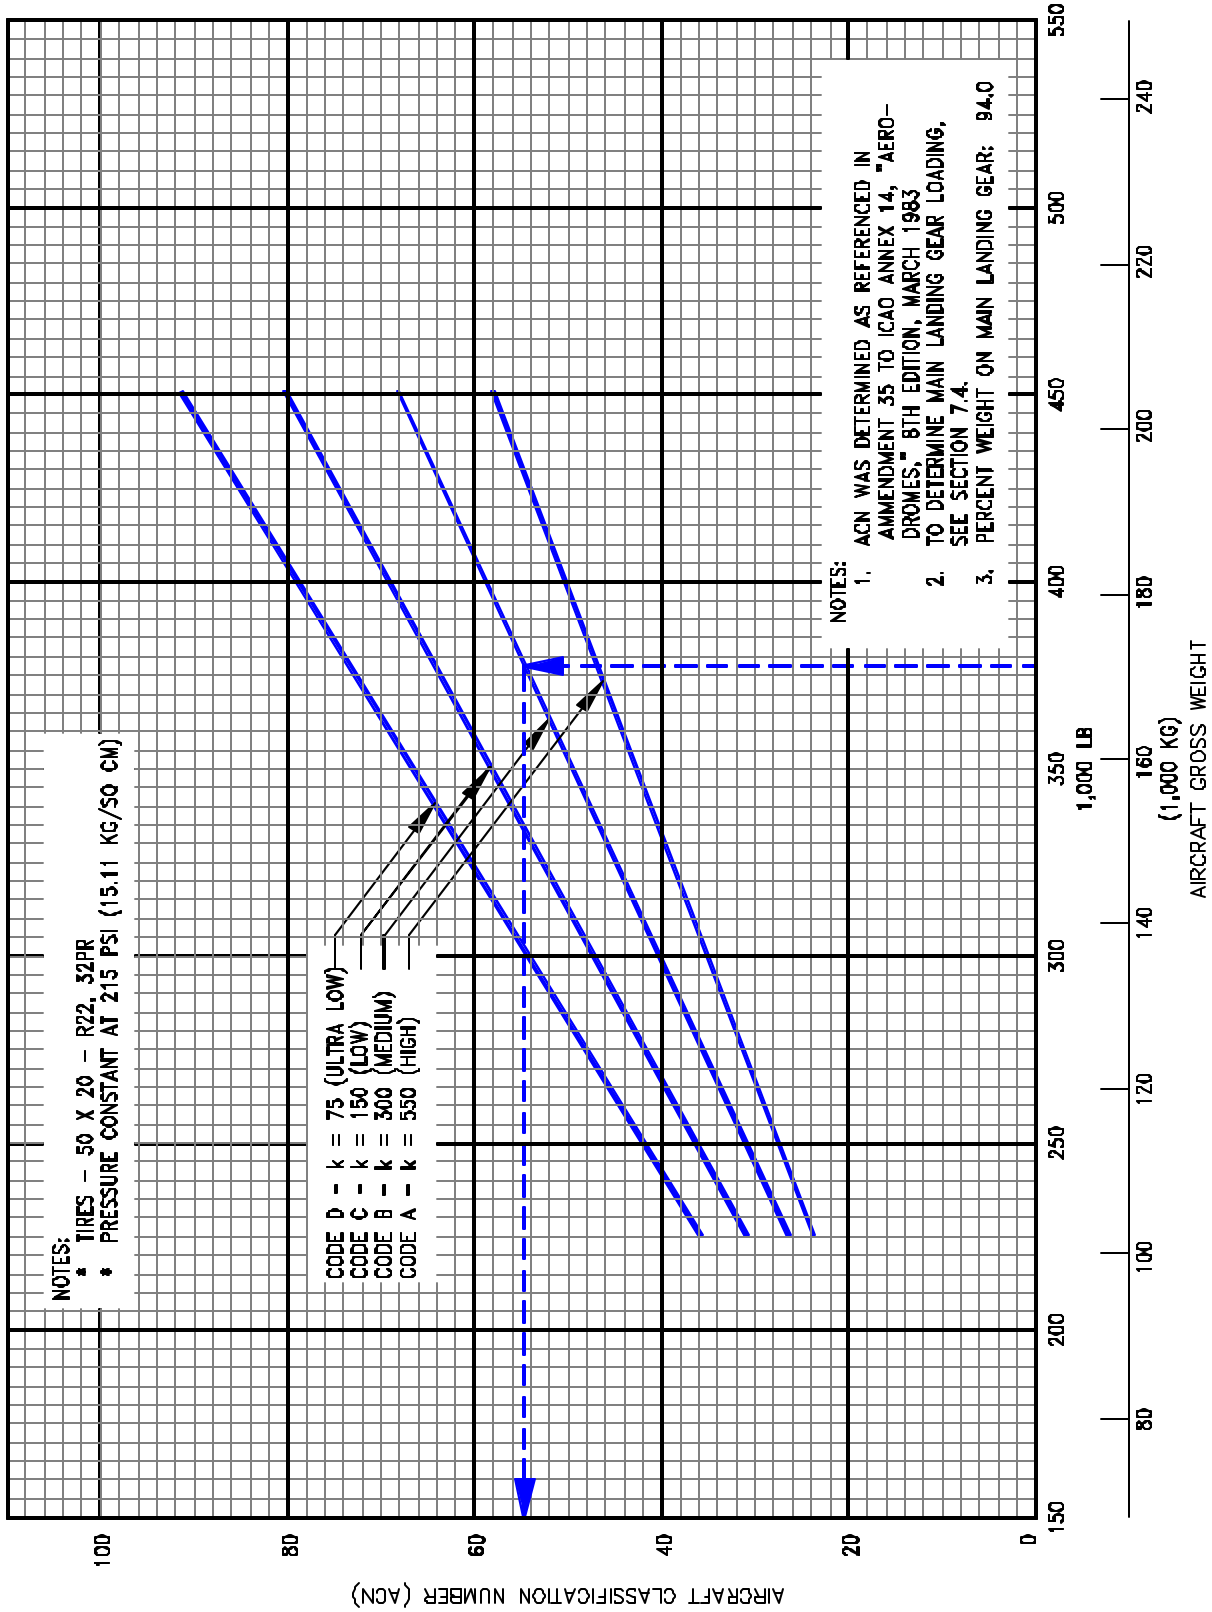 NOTES:
* TIRES - 50 X 20 - R22, 32PR
* PRESSURE CONSTANT AT 215 PSI (15.11 KG/SQ CM)
CODE D - k = 75 (ULTRA LOW)
CODE C - k = 150 (LOW)
CODE B - k = 300 (MEDIUM)
CODE A - k = 550 (HIGH)
NOTES:
1. ACN WAS DETERMINED AS REFERENCED IN
AMMENDMENT 35 TO ICAO ANNEX 14, "AERO-
DROMES," 8TH EDITION, MARCH 1983
2. TO DETERMINE MAIN LANDING GEAR LOADING,
SEE SECTION 7.4.
3. PERCENT WEIGHT ON MAIN LANDING GEAR: 94.0
AIRCRAFT CLASSIFICATION NUMBER (ACN)
100
80
60
40
20
0
150 200 250 300 350 400 450 500 550
1,000 LB
80 100 120 140 160 180 200 220 240
(1,000 KG)
AIRCRAFT GROSS WEIGHT